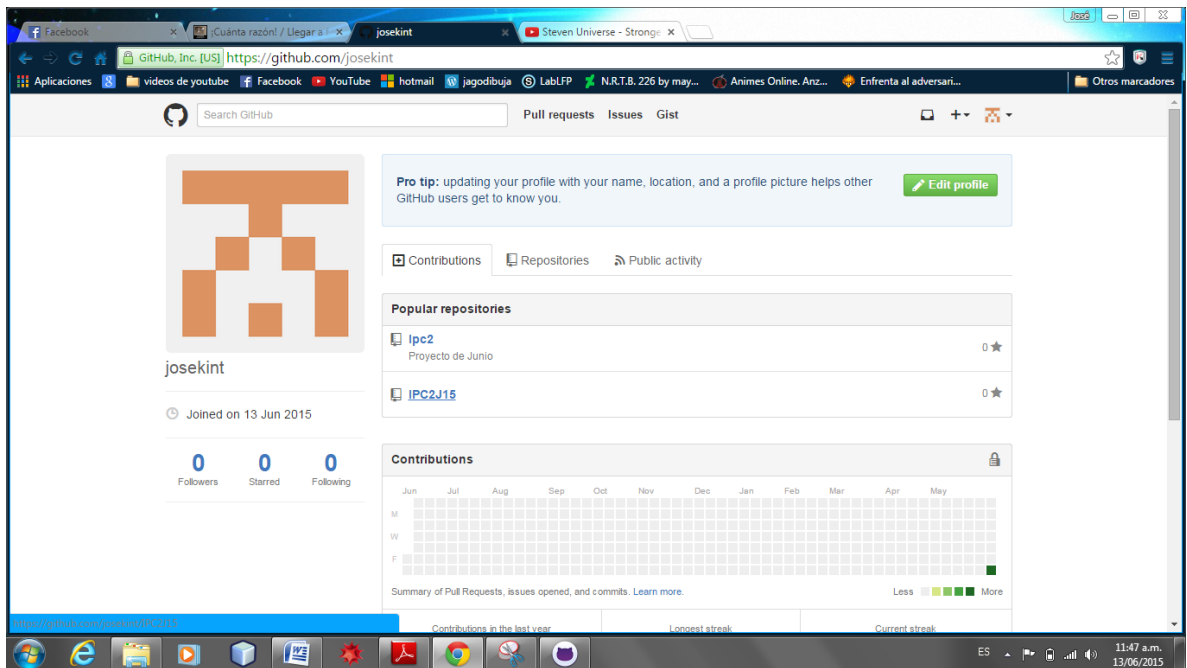 José
Facebook
¡Cuánta razón! / Llegar a
josekint
Steven Universe - Stronge
GitHub, Inc. [US] https://github.com/josekint
Aplicaciones videos de youtube Facebook YouTube hotmail jagodibuja LabLFP N.R.T.B. 226 by may... Animes Online. Anz... Enfrenta al adversari... Otros marcadores
Search GitHub Pull requests Issues Gist
Pro tip: updating your profile with your name, location, and a profile picture helps other
GitHub users get to know you.
Edit profile
Contributions Repositories Public activity
Popular repositories
Ipc2
Proyecto de Junio
0
IPC2J15
0
josekint
Joined on 13 Jun 2015
0 0 0
Followers Starred Following
Contributions
Jun Jul Aug Sep Oct Nov Dec Jan Feb Mar Apr May
M
W
F
Summary of Pull Requests, issues opened, and commits. Learn more. Less More
Contributions in the last year Longest streak Current streak
https://github.com/josekint/IPC2J15
ES 11:47 a.m.
13/06/2015